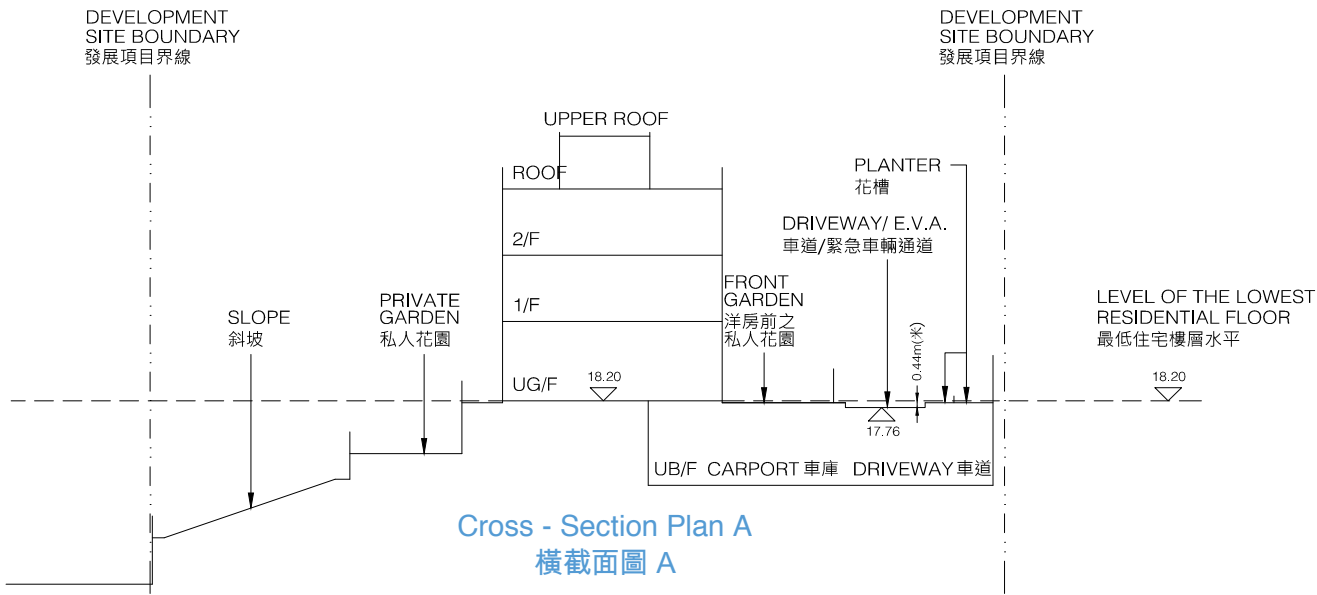 DEVELOPMENT
SITE BOUNDARY
發展項目界線
DEVELOPMENT
SITE BOUNDARY
發展項目界線
UPPER ROOF
ROOF
PLANTER
花槽
DRIVEWAY/ E.V.A.
車道/緊急車輛通道
2/F
1/F
FRONT
GARDEN
洋房前之
私人花園
PRIVATE
GARDEN
私人花園
SLOPE
斜坡
LEVEL OF THE LOWEST
RESIDENTIAL FLOOR
最低住宅樓層水平
0.44m(米)
UG/F
18.20
18.20
17.76
UB/F CARPORT 車庫 DRIVEWAY 車道
Cross - Section Plan A
橫截面圖 A